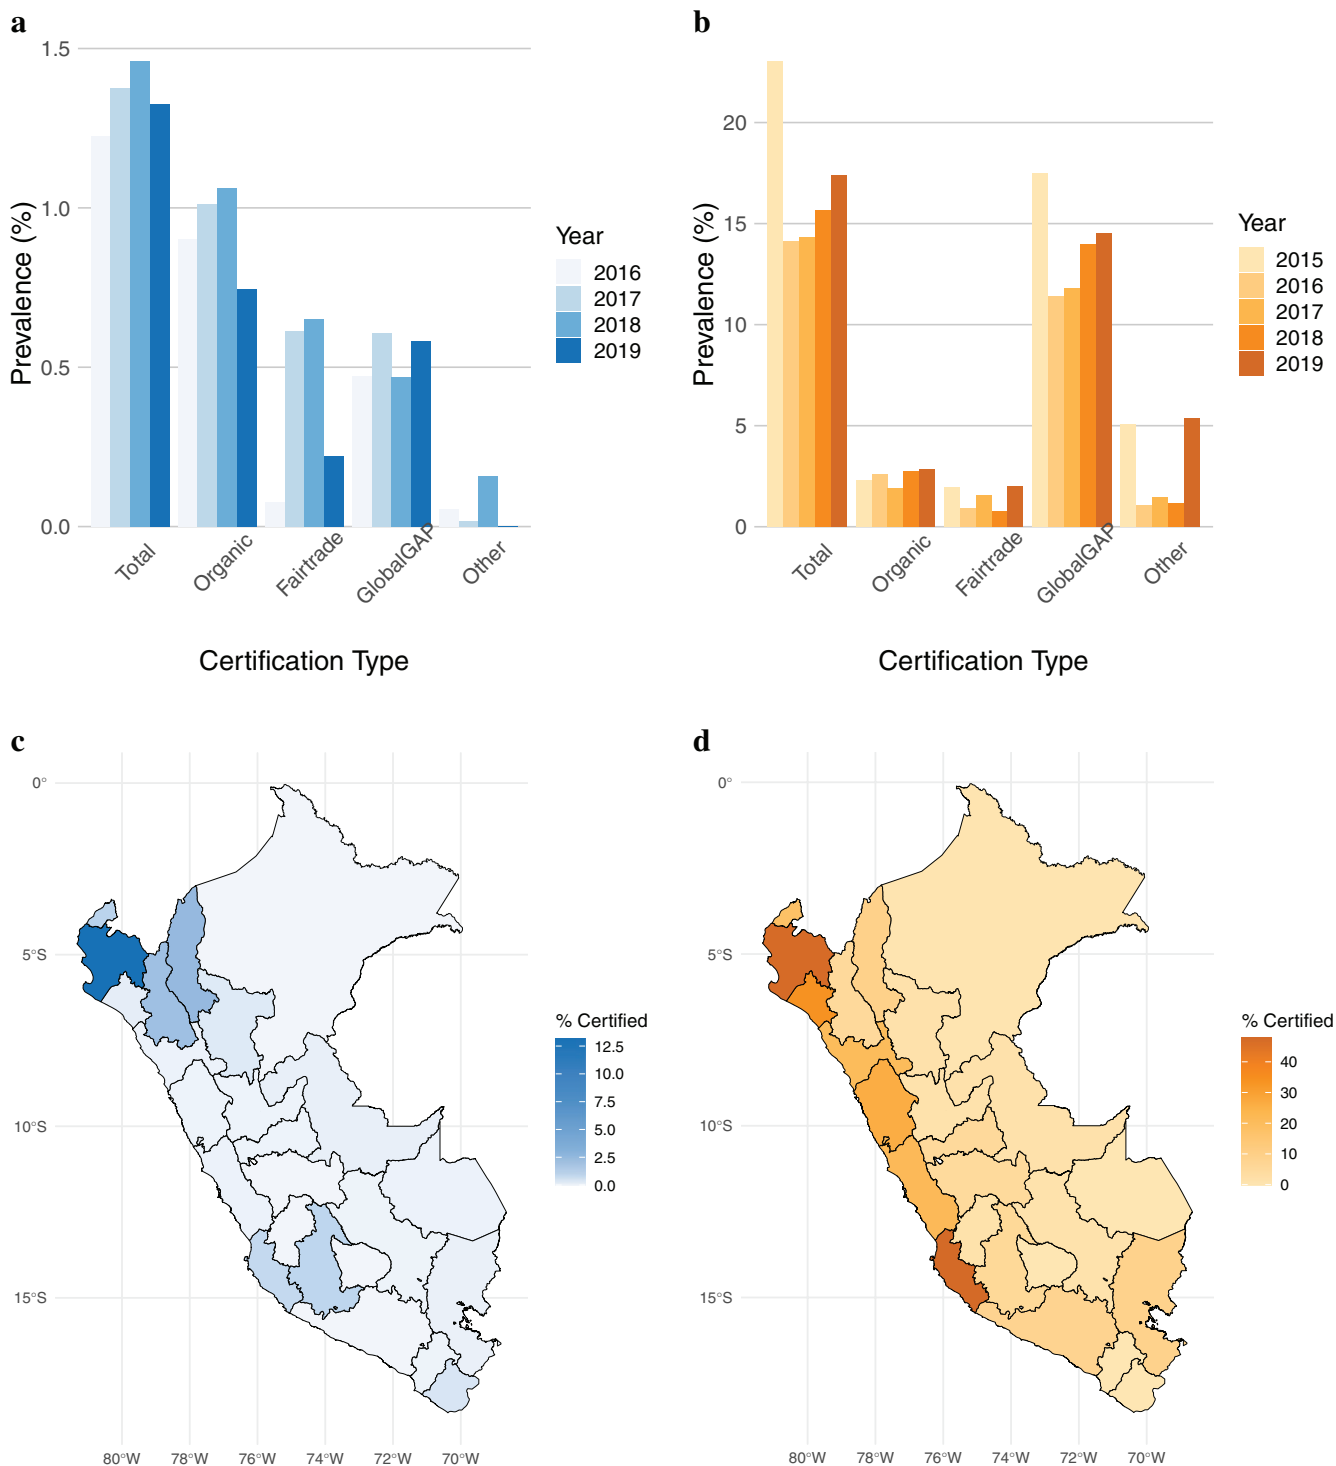 a
1.5
1.0
0.5
0.0
Prevalence (%)
Total
Organic
Fairtrade
GlobalGAP
Other
Certification Type
Year
2016
2017
2018
2019
b
20
15
10
5
0
Prevalence (%)
Total
Organic
Fairtrade
GlobalGAP
Other
Certification Type
Year
2015
2016
2017
2018
2019
c
0°
5°S
10°S
15°S
80°W 78°W 76°W 74°W 72°W 70°W
% Certified
12.5
10.0
7.5
5.0
2.5
0.0
d
0°
5°S
10°S
15°S
80°W 78°W 76°W 74°W 72°W 70°W
% Certified
40
30
20
10
0